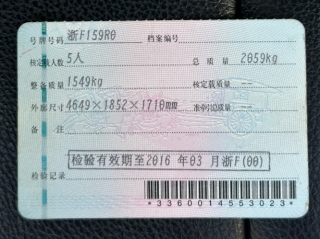 号牌号码 浙F159R0 档案编号
核定载人数 5人 总质量 2059kg
整备质量 1549kg 核定载质量 --
外廓尺寸 4649×1852×1710mm 准牵引总质量 --
备注
检验有效期至2016 年03 月浙F(00)
检验记录
*3360014553023*